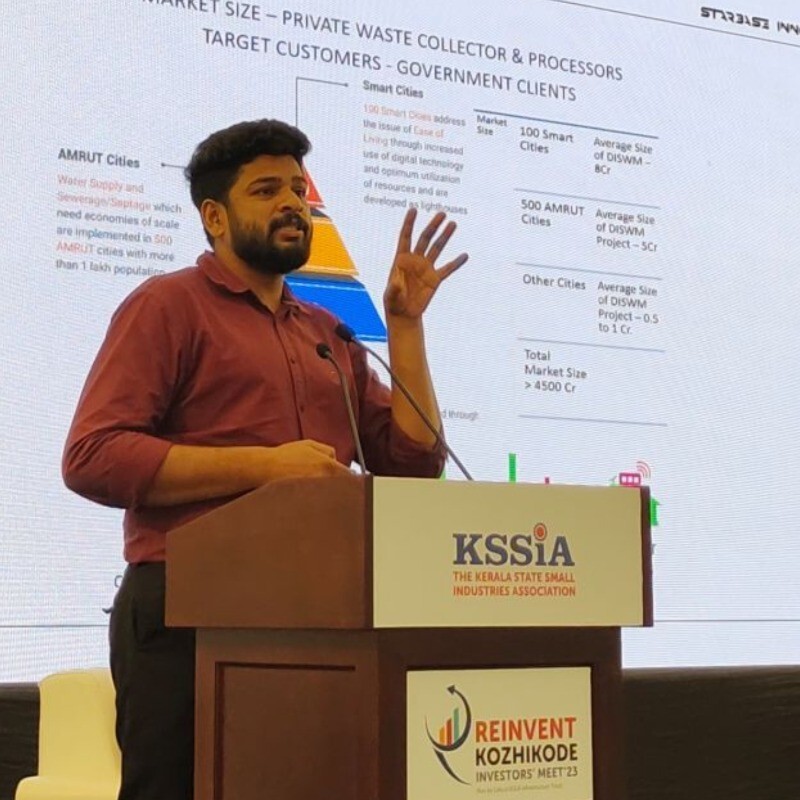 MARKET SIZE – PRIVATE WASTE COLLECTOR & PROCESSORS
TARGET CUSTOMERS - GOVERNMENT CLIENTS
AMRUT Cities
Water Supply and
Sewerage/Septage which
need economies of scale
are implemented in 500
AMRUT cities with more
than 1 lakh population
Smart Cities
100 Smart Cities address
the issue of Ease of
Living through increased
use of digital technology
and optimum utilization
of resources and are
developed as lighthouses
Market
Size
100 Smart
Cities
Average Size
of DISWM –
8Cr
500 AMRUT
Cities
Average Size
of DISWM
Project – 5Cr
Other Cities
Average Size
of DISWM
Project – 0.5
to 1 Cr.
Total
Market Size
> 4500 Cr
through
KSSiA
THE KERALA STATE SMALL
INDUSTRIES ASSOCIATION
REINVENT
KOZHIKODE
INVESTORS' MEET'23